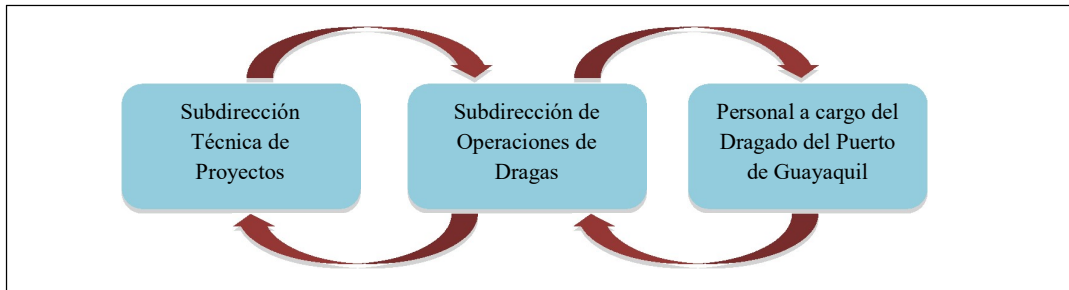 Subdirección
Técnica de
Proyectos
Subdirección de
Operaciones de
Dragas
Personal a cargo del
Dragado del Puerto
de Guayaquil